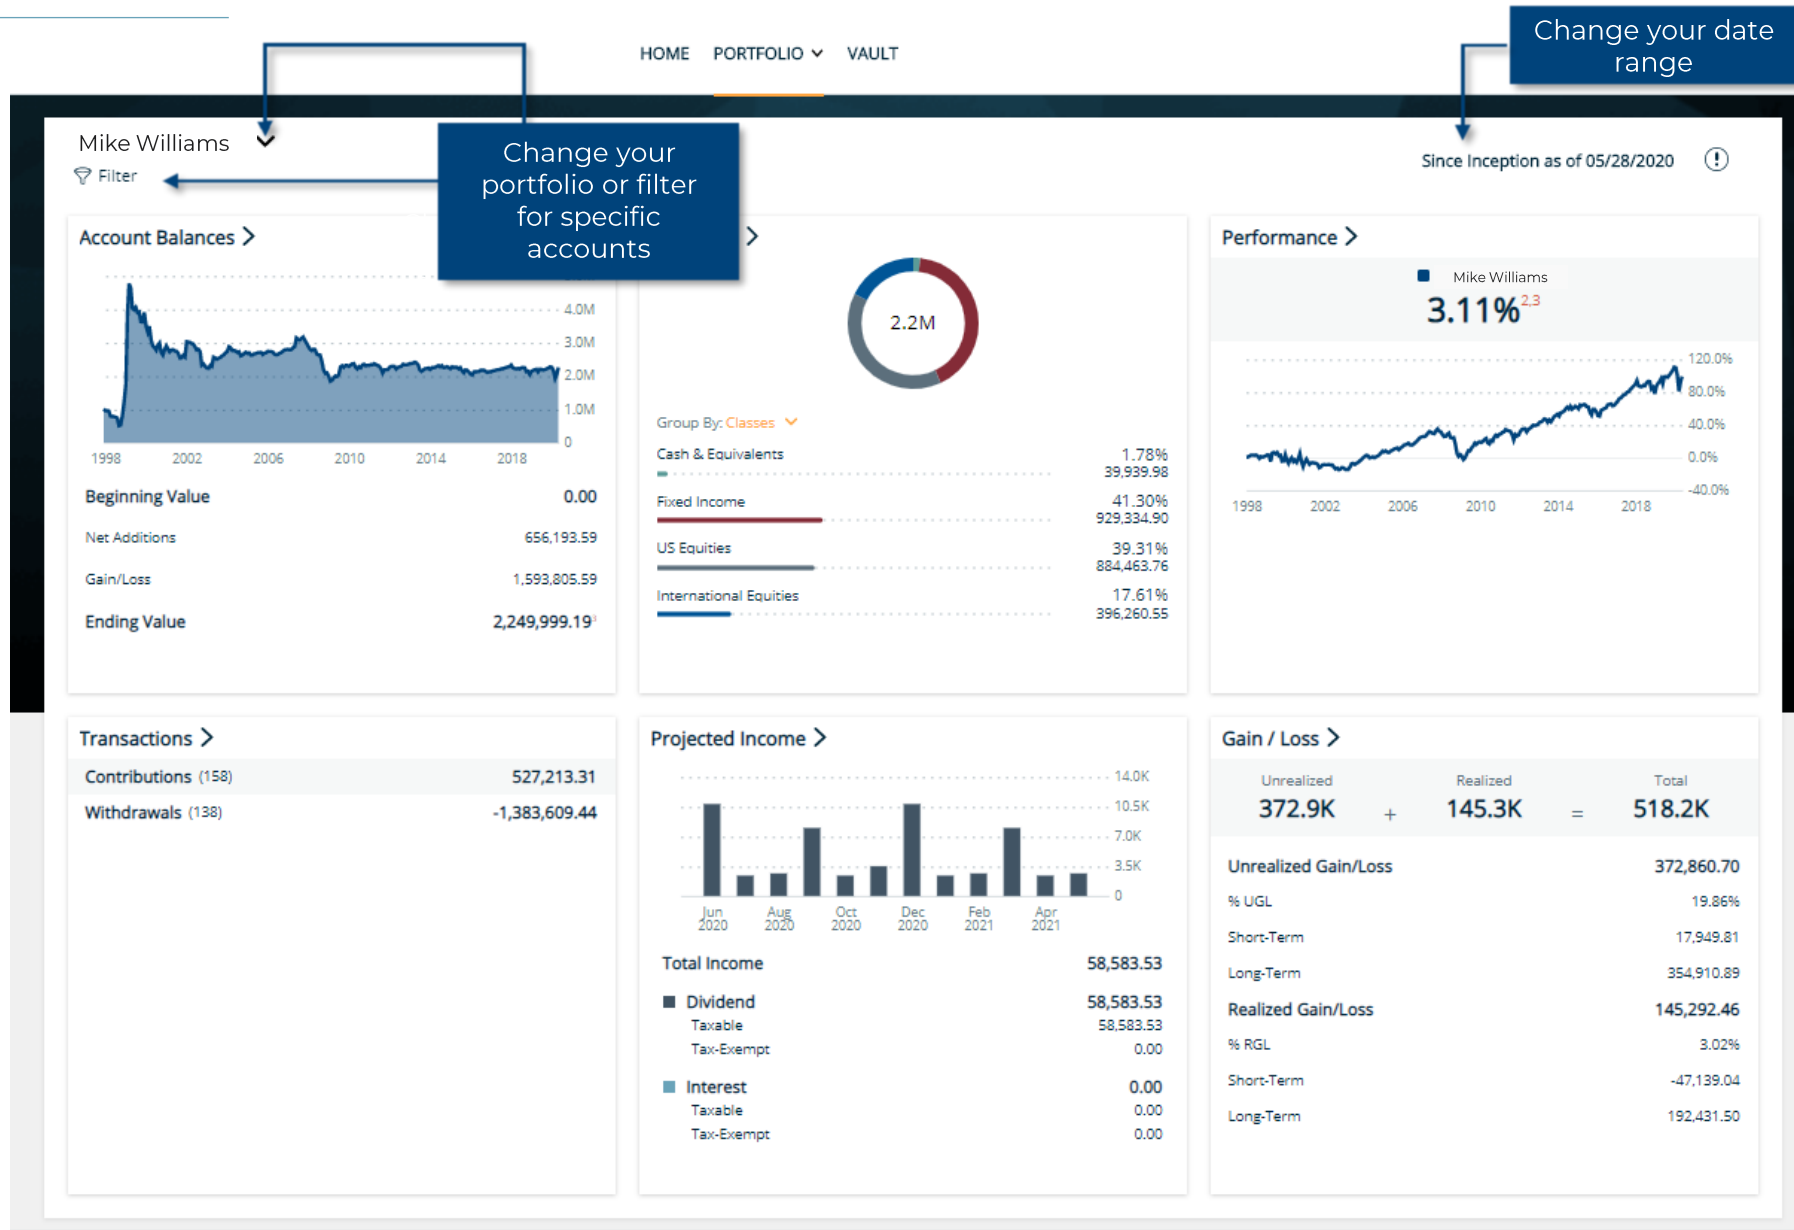 Change your date
range
HOME PORTFOLIO VAULT
Mike Williams
Filter
Change your
portfolio or filter
for specific
accounts
Since Inception as of 05/28/2020
Account Balances
4.0M
3.0M
2.0M
1.0M
0
1998 2002 2006 2010 2014 2018
Beginning Value 0.00
Net Additions 656,193.59
Gain/Loss 1,593,805.59
Ending Value 2,249,999.19³
2.2M
Group By: Classes
Cash & Equivalents 1.78%
39,939.98
Fixed Income 41.30%
929,334.90
US Equities 39.31%
884,463.76
International Equities 17.61%
396,260.55
Performance
Mike Williams
3.11% 2,3
120.0%
80.0%
40.0%
0.0%
-40.0%
1998 2002 2006 2010 2014 2018
Transactions
Contributions (158) 527,213.31
Withdrawals (138) -1,383,609.44
Projected Income
14.0K
10.5K
7.0K
3.5K
0
Jun Aug Oct Dec Feb Apr
2020 2020 2020 2020 2021 2021
Total Income 58,583.53
Dividend 58,583.53
Taxable 58,583.53
Tax-Exempt 0.00
Interest 0.00
Taxable 0.00
Tax-Exempt 0.00
Gain / Loss
Unrealized Realized Total
372.9K + 145.3K = 518.2K
Unrealized Gain/Loss 372,860.70
% UGL 19.86%
Short-Term 17,949.81
Long-Term 354,910.89
Realized Gain/Loss 145,292.46
% RGL 3.02%
Short-Term -47,139.04
Long-Term 192,431.50